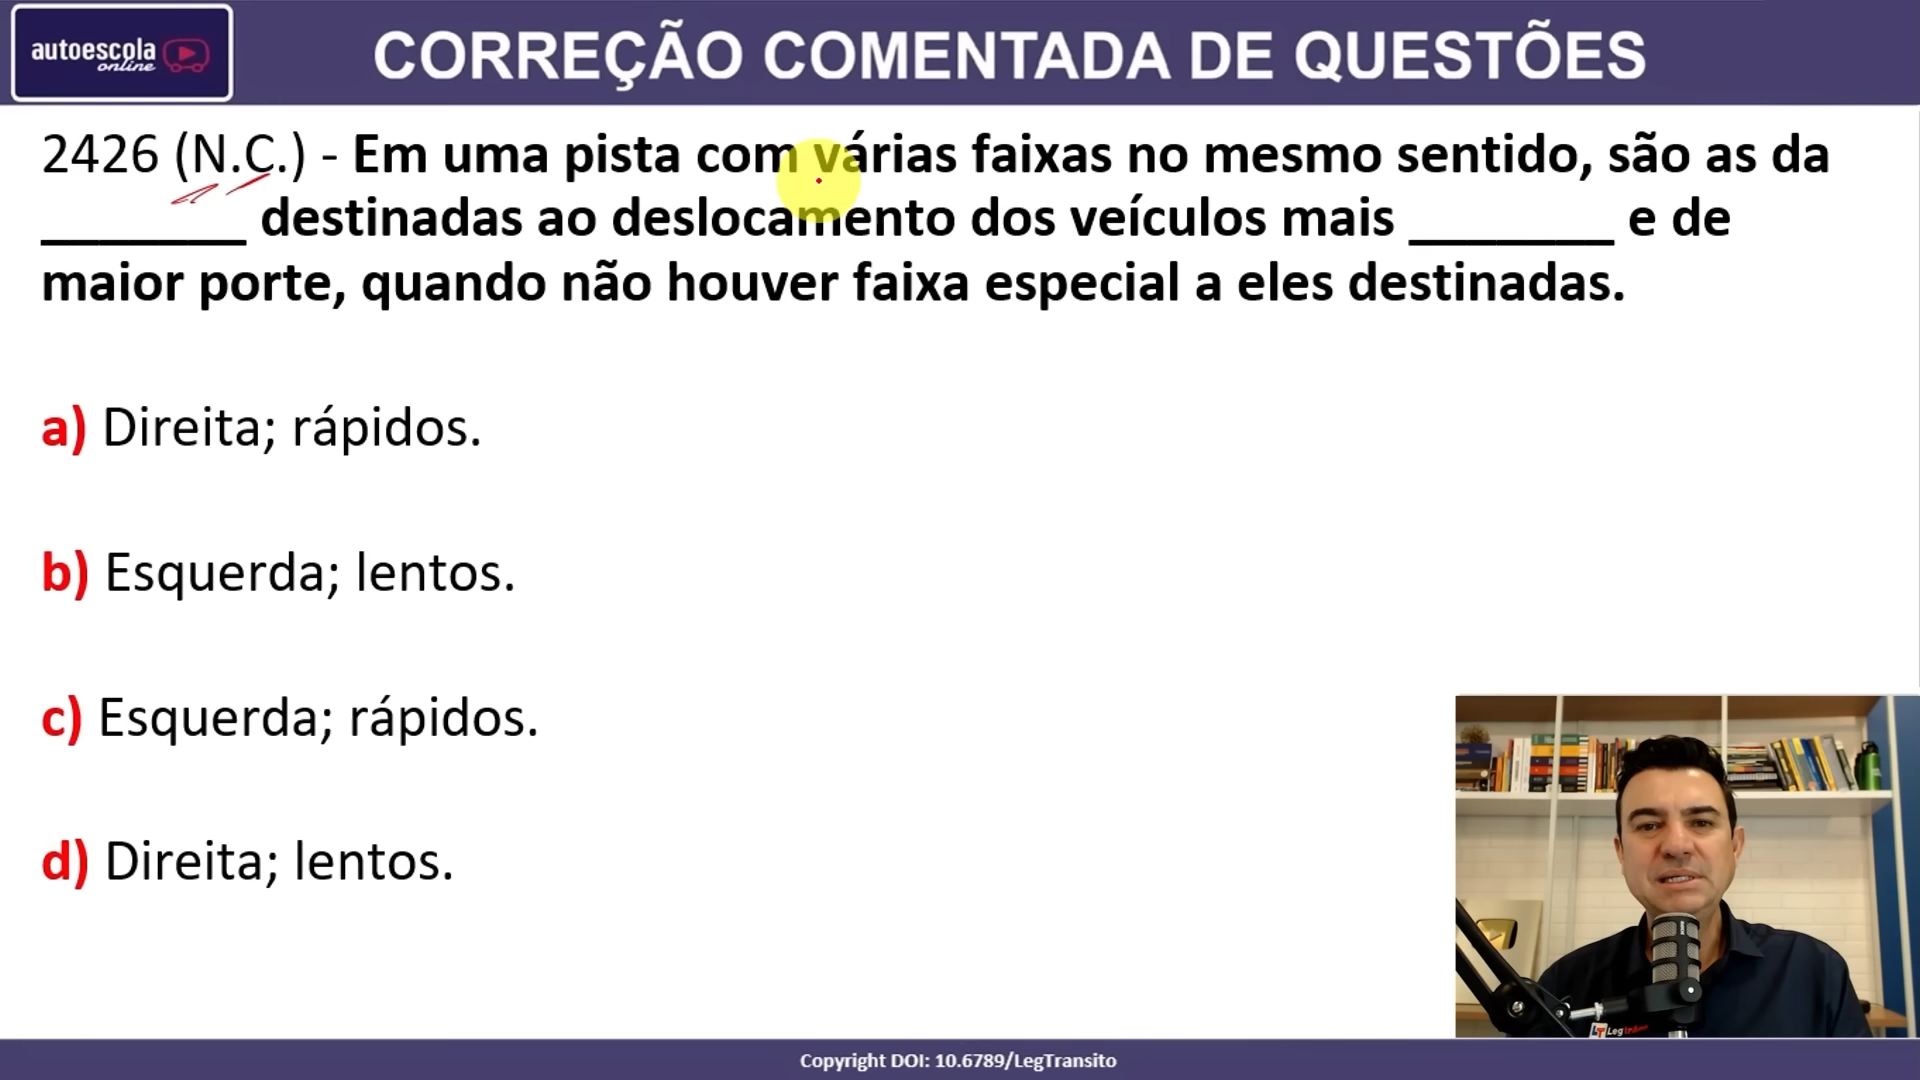 autoescola
online
CORREÇÃO COMENTADA DE QUESTÕES
2426 (N.C.) - Em uma pista com várias faixas no mesmo sentido, são as da
________ destinadas ao deslocamento dos veículos mais ________ e de
maior porte, quando não houver faixa especial a eles destinadas.
a) Direita; rápidos.
b) Esquerda; lentos.
c) Esquerda; rápidos.
d) Direita; lentos.
LT Legtrânsito
Copyright DOI: 10.6789/LegTransito